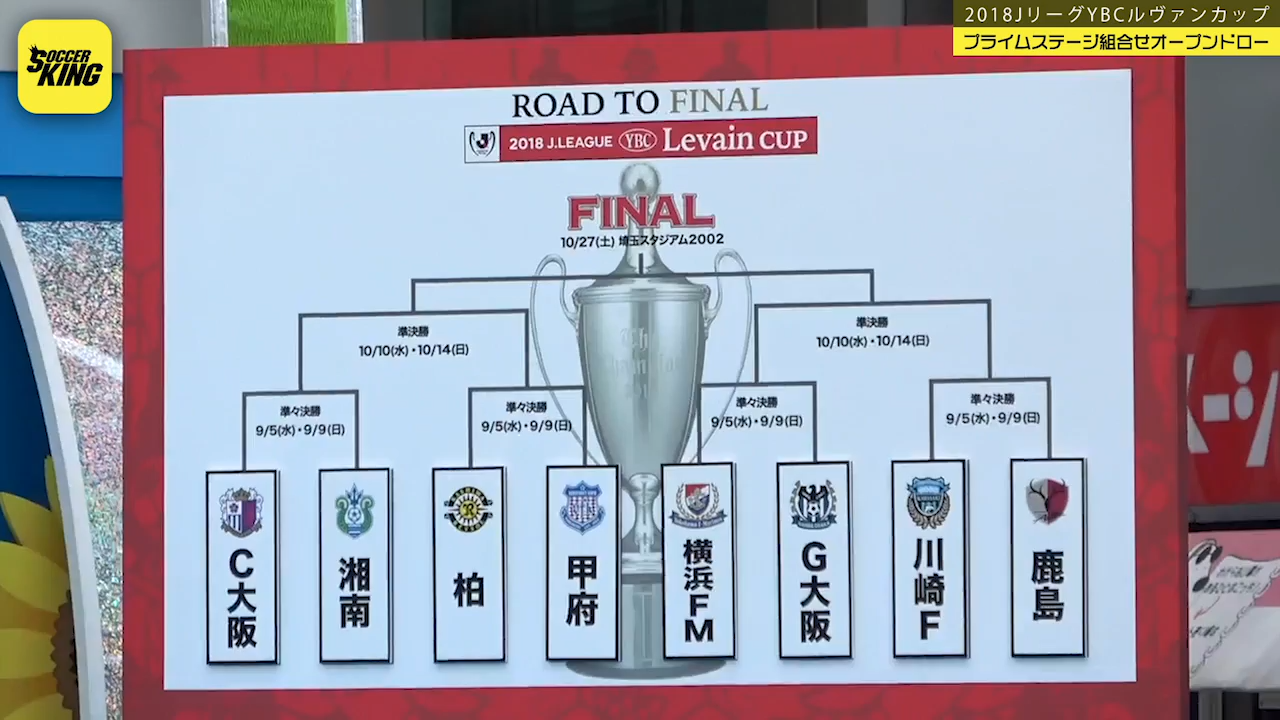 SOCCER KING
2018JリーグYBCルヴァンカップ
プライムステージ組合せオープンドロー
ROAD TO FINAL
2018 J.LEAGUE YBC Levain CUP
FINAL
10/27(土) 埼玉スタジアム2002
準決勝
10/10(水)・10/14(日)
準決勝
10/10(水)・10/14(日)
準々決勝
9/5(水)・9/9(日)
準々決勝
9/5(水)・9/9(日)
準々決勝
9/5(水)・9/9(日)
準々決勝
9/5(水)・9/9(日)
C大阪
湘南
柏
甲府
横浜FM
G大阪
川崎F
鹿島